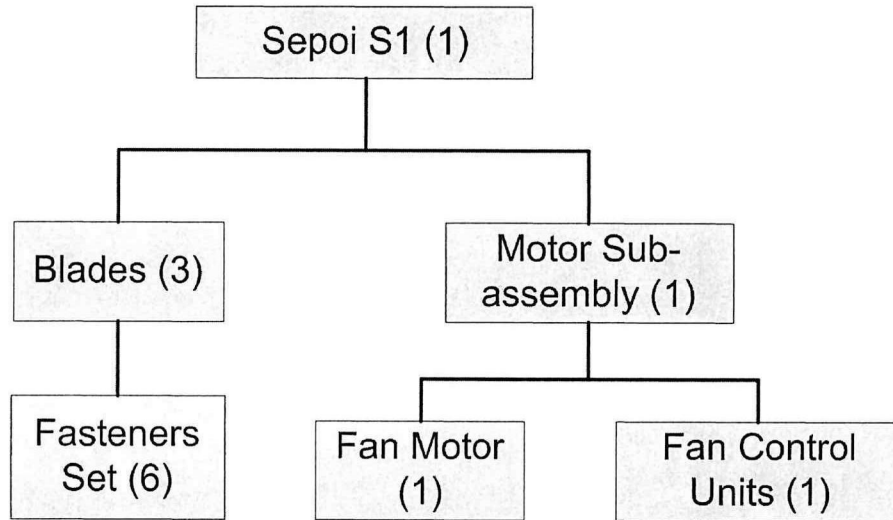 Sepoi S1 (1)
Blades (3)
Motor Sub-
assembly (1)
Fasteners
Set (6)
Fan Motor
(1)
Fan Control
Units (1)